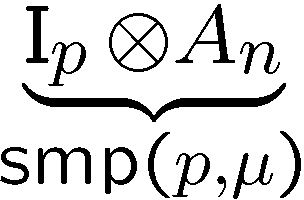 I_p ⊗ A_n
smp(p,μ)